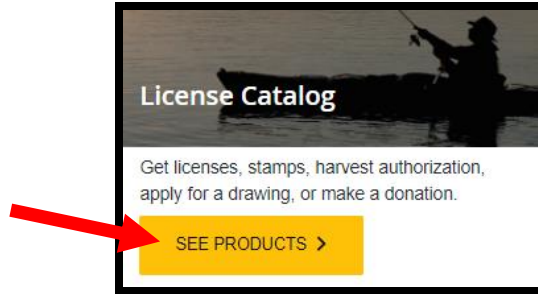 License Catalog
Get licenses, stamps, harvest authorization,
apply for a drawing, or make a donation.
SEE PRODUCTS >